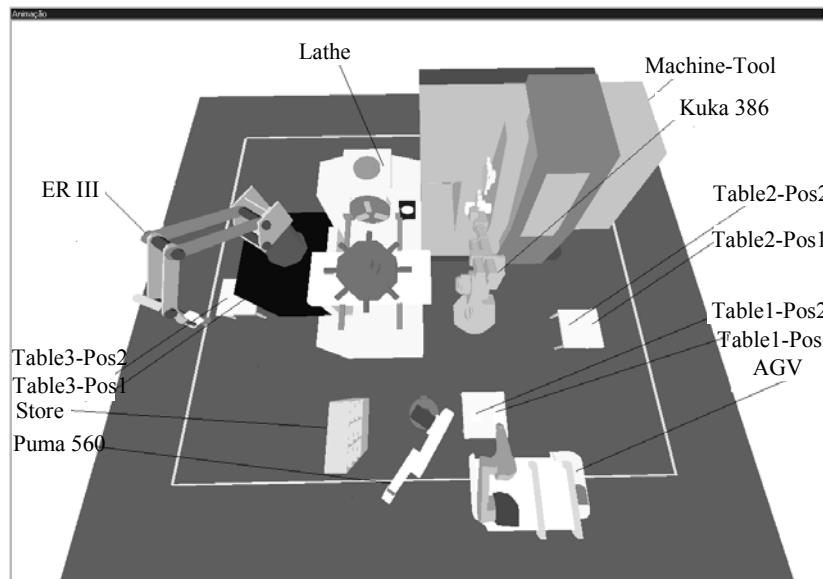 Animação
Lathe
Machine-Tool
Kuka 386
ER III
Table2-Pos2
Table2-Pos1
Table1-Pos2
Table1-Pos
AGV
Table3-Pos2
Table3-Pos1
Store
Puma 560